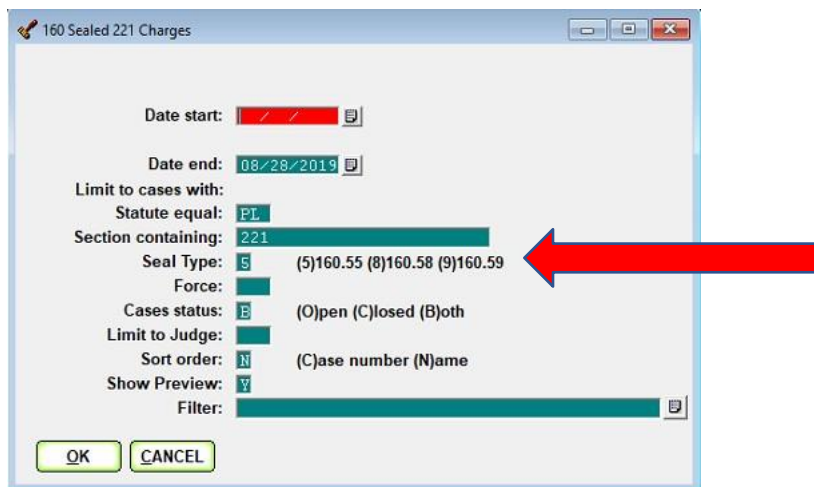 160 Sealed 221 Charges
Date start: / /
Date end: 08/28/2019
Limit to cases with:
Statute equal: PL
Section containing: 221
Seal Type: 5 (5)160.55 (8)160.58 (9)160.59
Force:
Cases status: B (O)pen (C)losed (B)oth
Limit to Judge:
Sort order: N (C)ase number (N)ame
Show Preview: Y
Filter:
OK CANCEL